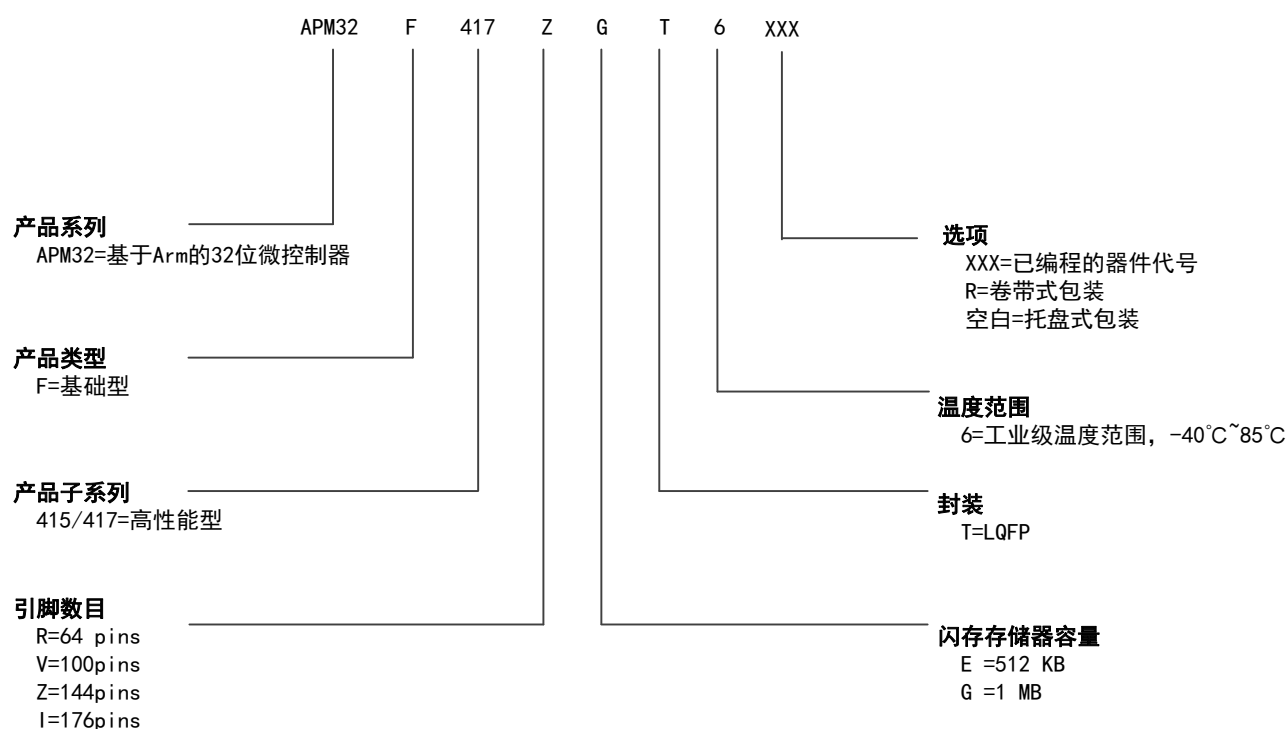 APM32 F 417 Z G T 6 XXX
产品系列
APM32=基于Arm的32位微控制器
产品类型
F=基础型
产品子系列
415/417=高性能型
引脚数目
R=64 pins
V=100pins
Z=144pins
I=176pins
选项
XXX=已编程的器件代号
R=卷带式包装
空白=托盘式包装
温度范围
6=工业级温度范围，-40℃~85℃
封装
T=LQFP
闪存存储器容量
E =512 KB
G =1 MB